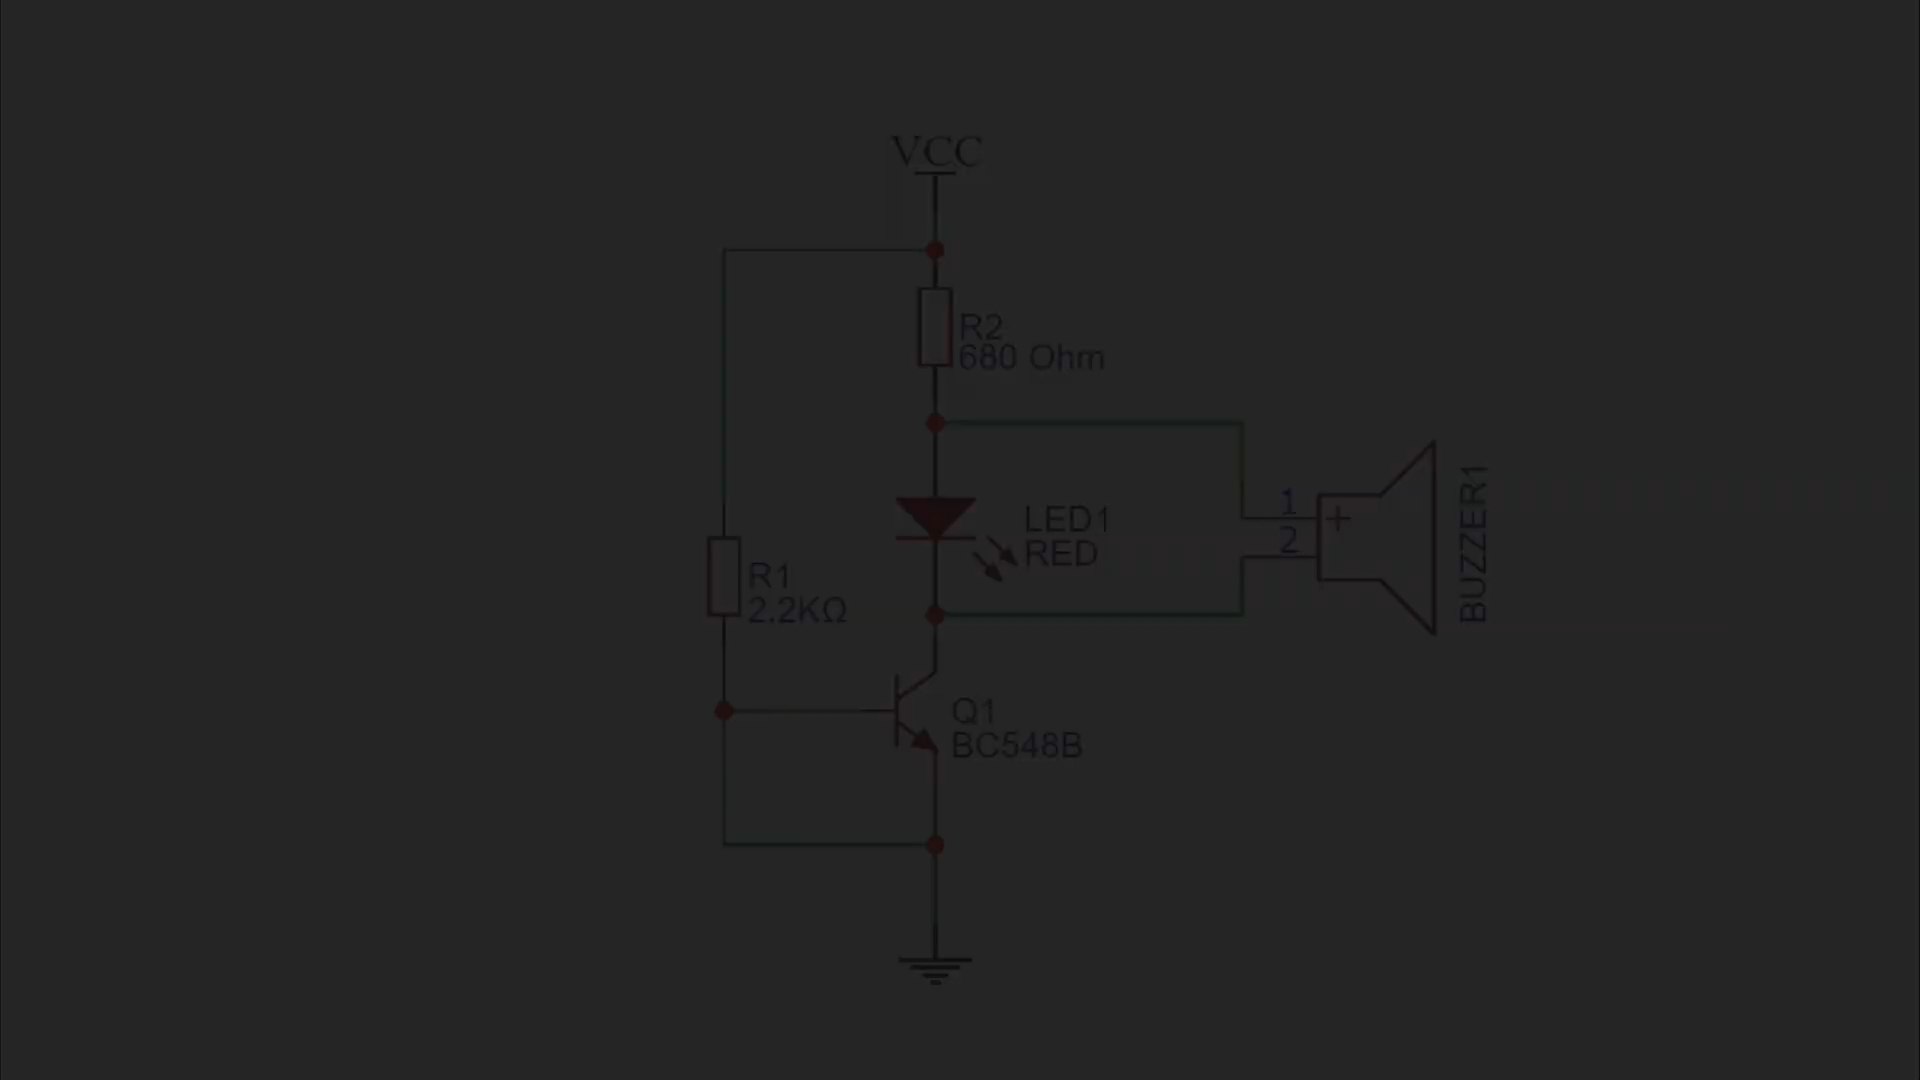 VCC
R2
680 Ohm
LED1
RED
1
+
2
BUZZER1
R1
2.2KΩ
Q1
BC548B